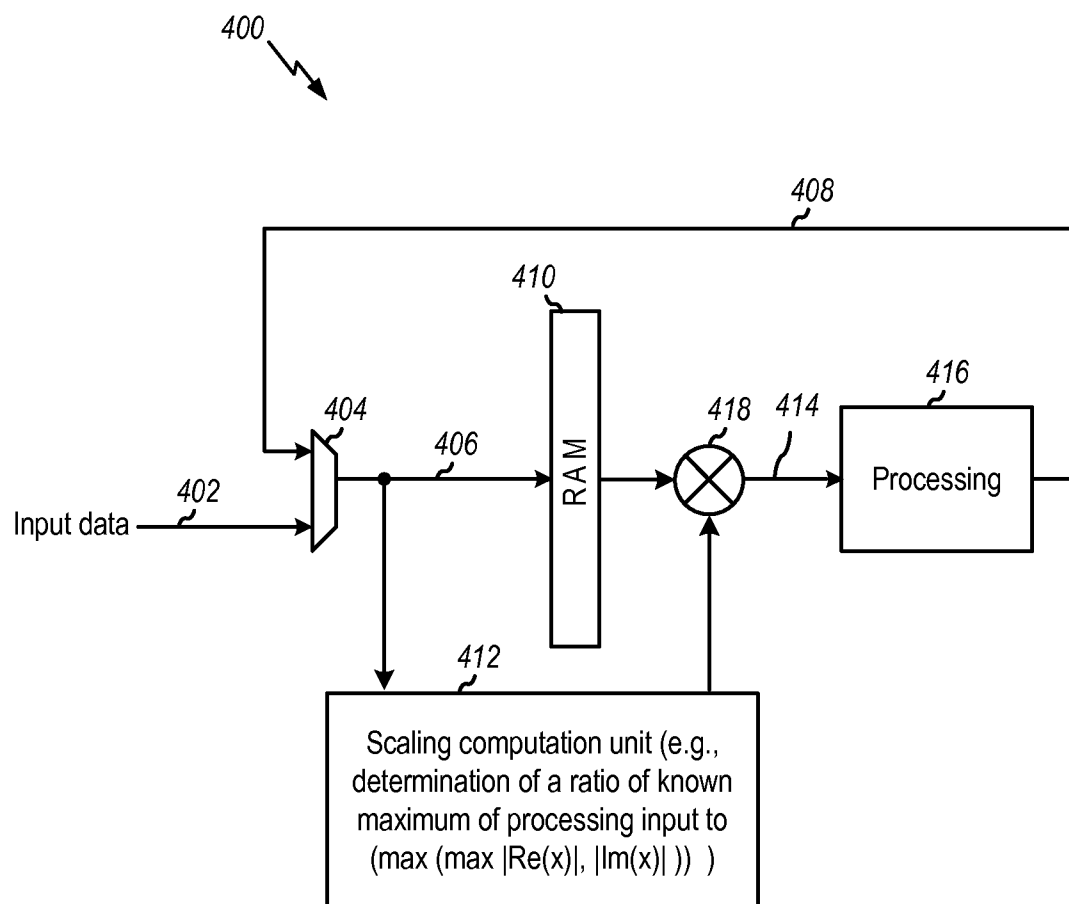 400
408
410
404
406
418
414
416
RAM
Processing
402
Input data
412
Scaling computation unit (e.g.,
determination of a ratio of known
maximum of processing input to
(max (max |Re(x)|, |Im(x)| ))  )